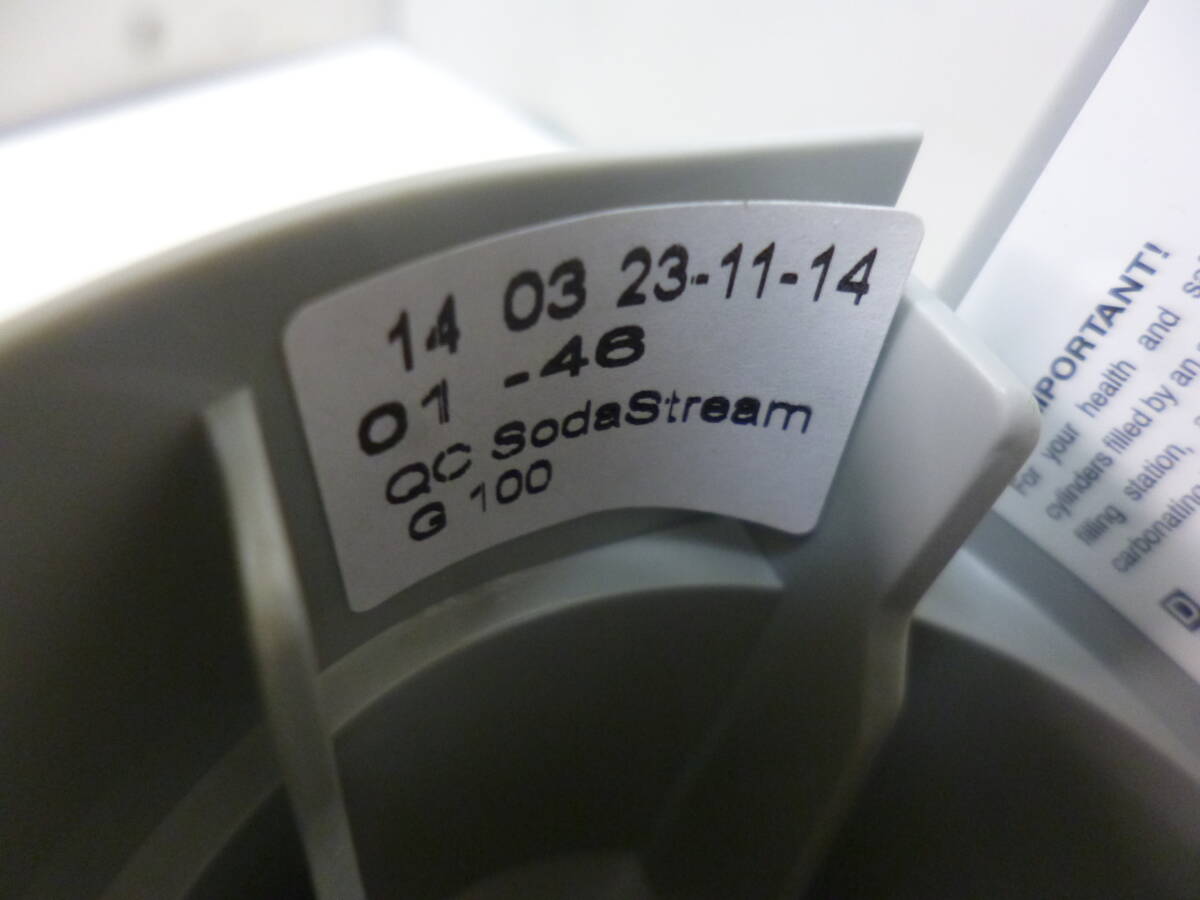 14 03 23-11-14
01 -46
QC SodaStream
G 100
IMPORTANT!
For your health and
cylinders filled by an
filling station,
carbonating
D